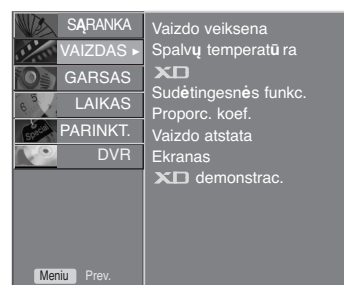 SĄRANKA
VAIZDAS ►
GARSAS
LAIKAS
PARINKT.
DVR
Vaizdo veiksena
Spalvų temperatūra
XD
Sudėtingesnės funkc.
Proporc. koef.
Vaizdo atstata
Ekranas
XD demonstrac.
Special
Meniu Prev.